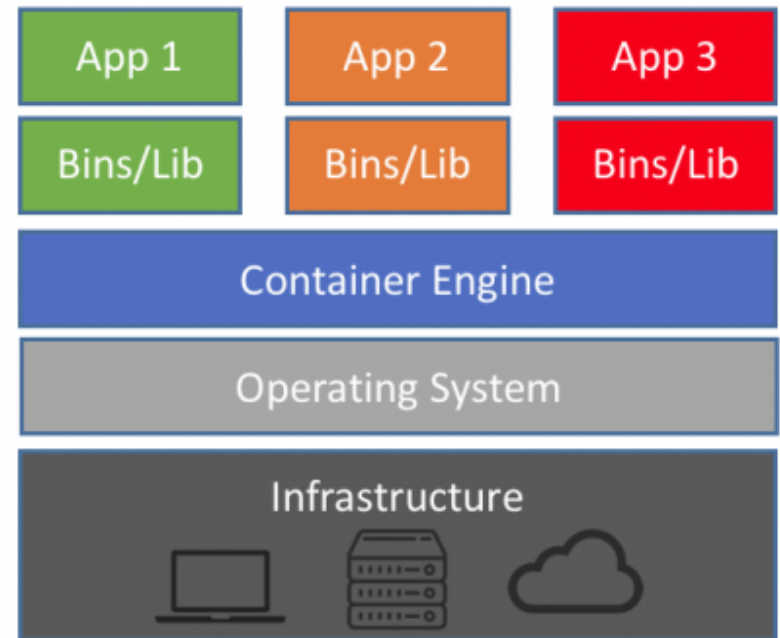 App 1
App 2
App 3
Bins/Lib
Bins/Lib
Bins/Lib
Container Engine
Operating System
Infrastructure